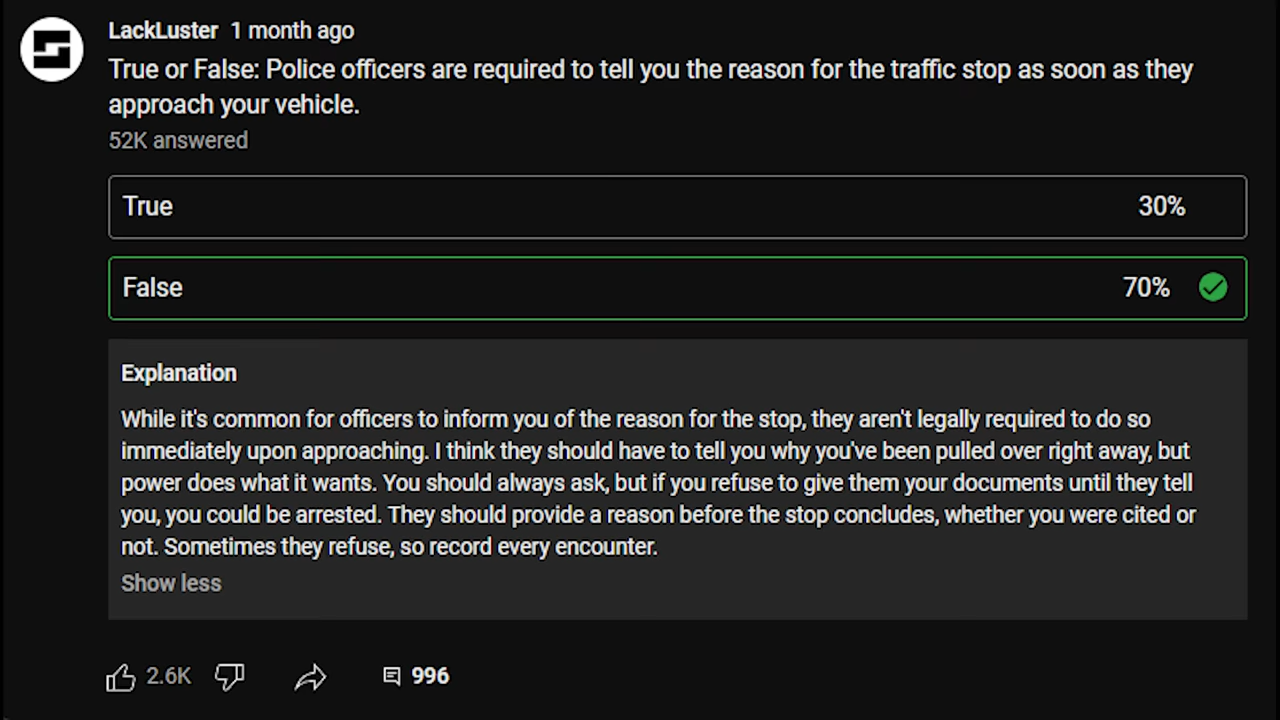 LackLuster 1 month ago
True or False: Police officers are required to tell you the reason for the traffic stop as soon as they
approach your vehicle.
52K answered
True 30%
False 70%
Explanation
While it's common for officers to inform you of the reason for the stop, they aren't legally required to do so
immediately upon approaching. I think they should have to tell you why you've been pulled over right away, but
power does what it wants. You should always ask, but if you refuse to give them your documents until they tell
you, you could be arrested. They should provide a reason before the stop concludes, whether you were cited or
not. Sometimes they refuse, so record every encounter.
Show less
2.6K 996